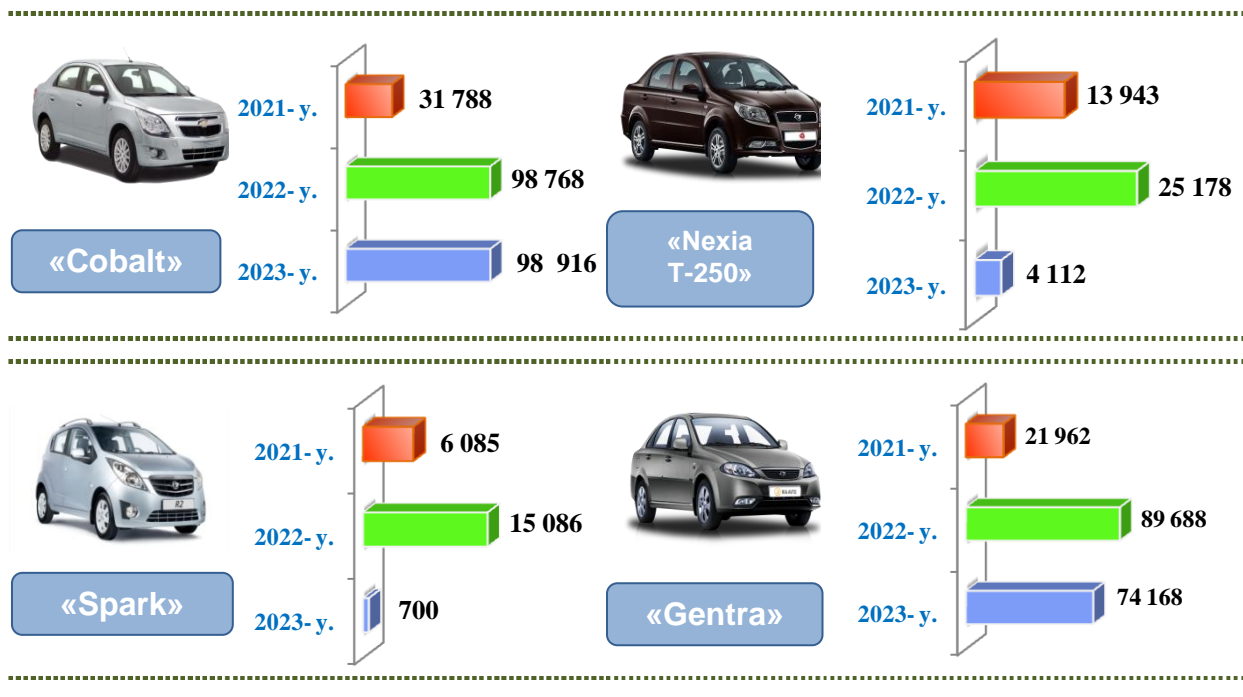 2021- y.
31 788
2022- y.
98 768
2023- y.
98 916
«Cobalt»
2021- y.
13 943
2022- y.
25 178
2023- y.
4 112
«Nexia
T-250»
2021- y.
6 085
2022- y.
15 086
2023- y.
700
R2
«Spark»
2021- y.
21 962
2022- y.
89 688
2023- y.
74 168
«Gentra»